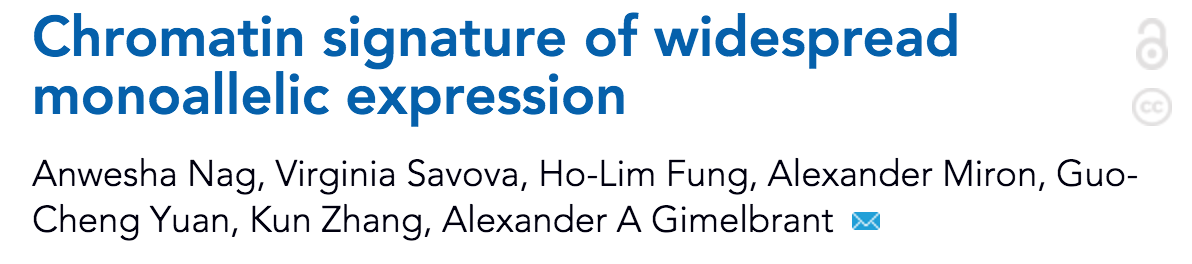 Chromatin signature of widespread
monoallelic expression
cc
Anwesha Nag, Virginia Savova, Ho-Lim Fung, Alexander Miron, Guo-
Cheng Yuan, Kun Zhang, Alexander A Gimelbrant